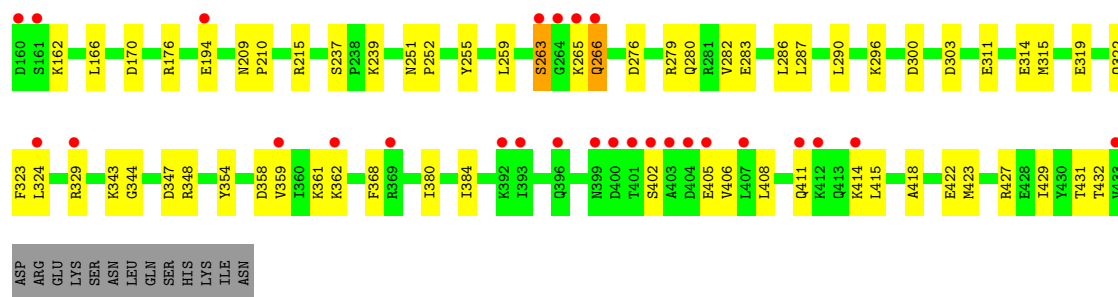 D160 S161 K162 L166 D170 R176 E194 N209 P210 R215 S237 P238 K239 N251 P252 Y255 L259 S263 G264 K265 Q266 D276 R279 Q280 R281 V282 E283 L286 L287 L290 K296 D300 D303 E311 E314 M315 E319
F323 L324 R329 K343 G344 D347 R348 Y354 D358 V359 I360 K361 K362 F368 R369 I380 I384 K392 I393 Q396 N399 D400 T401 S402 A403 D404 E405 V406 L407 L408 Q411 K412 Q413 K414 L415 A418 E422 M423 R427 E428 I429 Y430 T431 T432
ASP ARG GLU LYS SER ASN LEU GLN SER HIS LYS ILE ASN